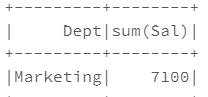 +---------+--------+
|     Dept|sum(Sal)|
+---------+--------+
|Marketing|    7100|